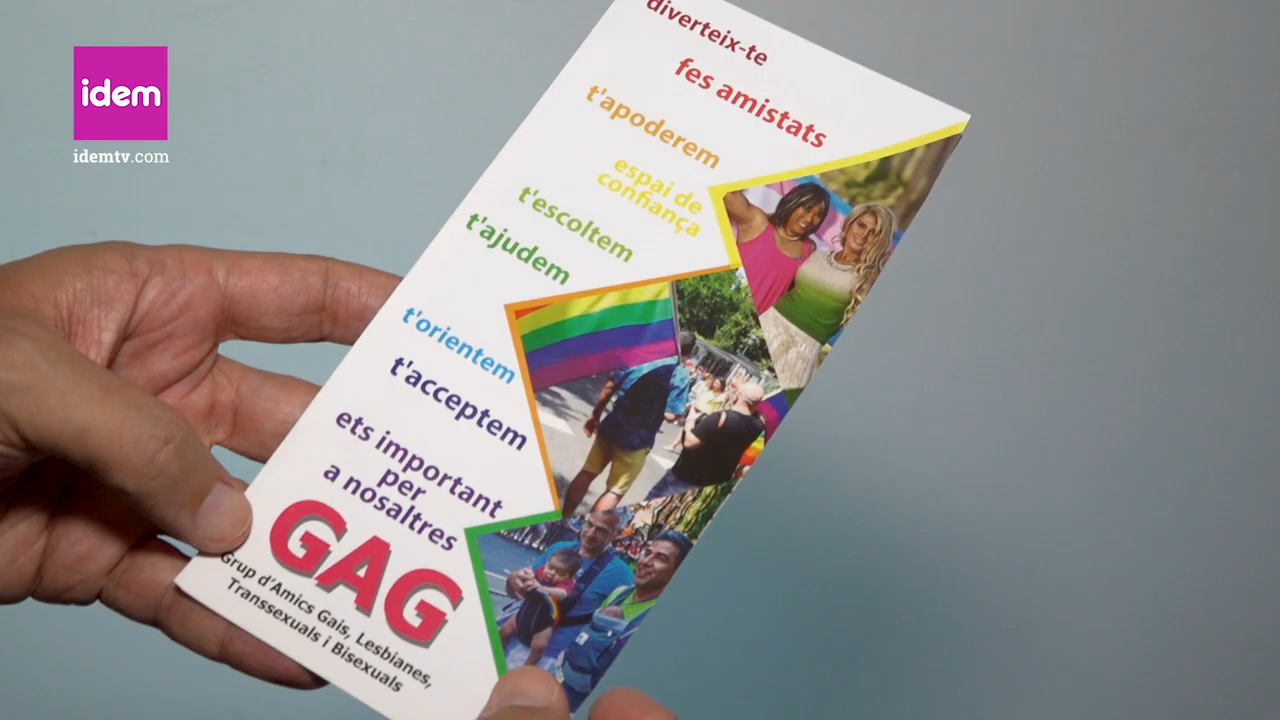 idem
idemtv.com
diverteix-te
fes amistats
t'apoderem
espai de
confiança
t'escoltem
t'ajudem
t'orientem
t'acceptem
ets important
per
a nosaltres
GAG
Grup d'Amics Gais, Lesbianes,
Transsexuals i Bisexuals